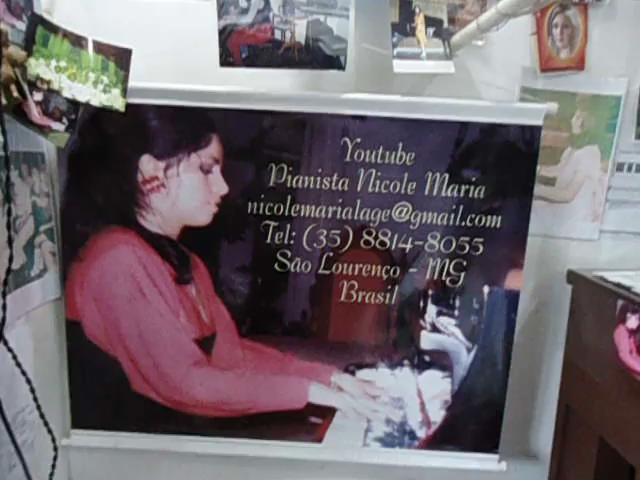 Youtube
Pianista Nicole Maria
nicolemarialage@gmail.com
Tel: (35) 8814-8055
São Lourenço - MG
Brasil